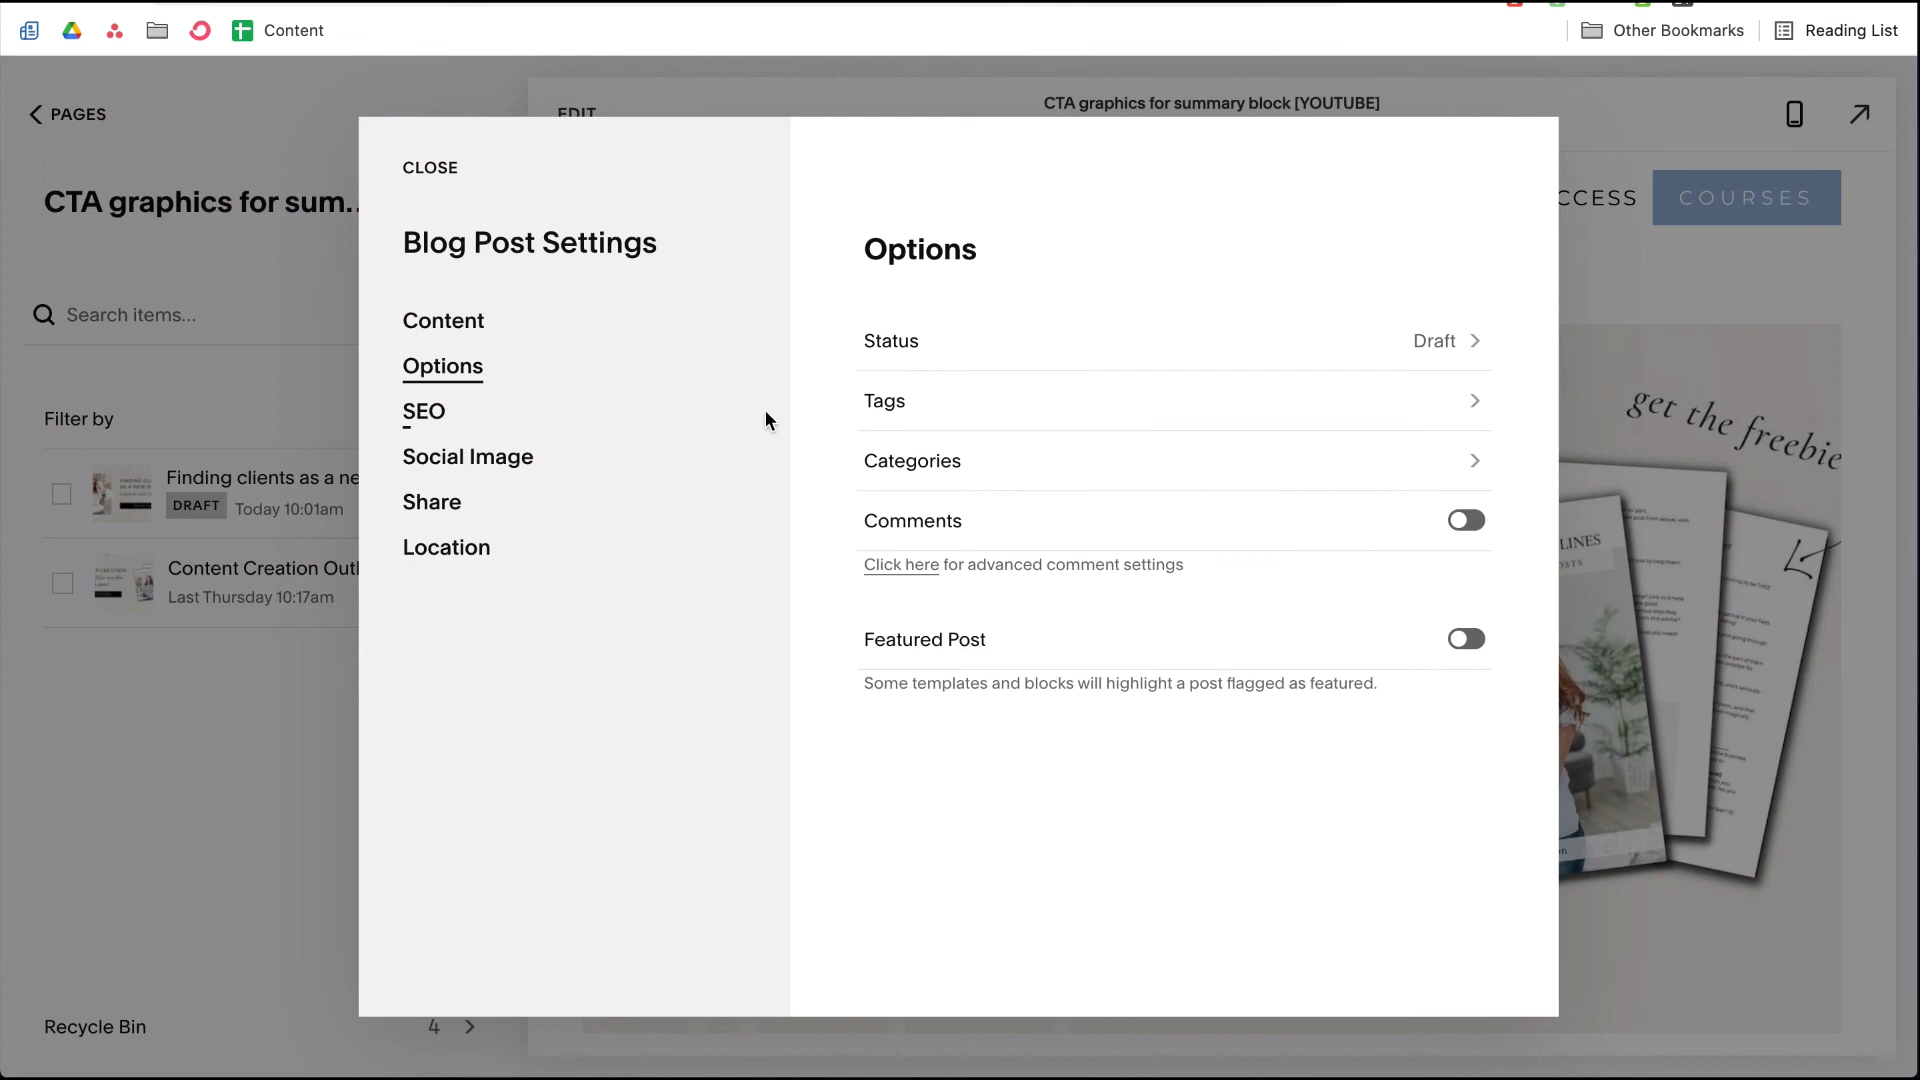 Content
Other Bookmarks
Reading List
PAGES
EDIT
CTA graphics for summary block [YOUTUBE]
CTA graphics for sum..
CLOSE
CCESS
COURSES
Blog Post Settings
Options
Search items...
Content
Options
SEO
Social Image
Share
Location
Status
Draft
Tags
Categories
Comments
Click here for advanced comment settings
Featured Post
Some templates and blocks will highlight a post flagged as featured.
Filter by
Finding clients as a ne
DRAFT
Today 10:01am
Content Creation Outl
Last Thursday 10:17am
get the freebie
LINES
Recycle Bin
4